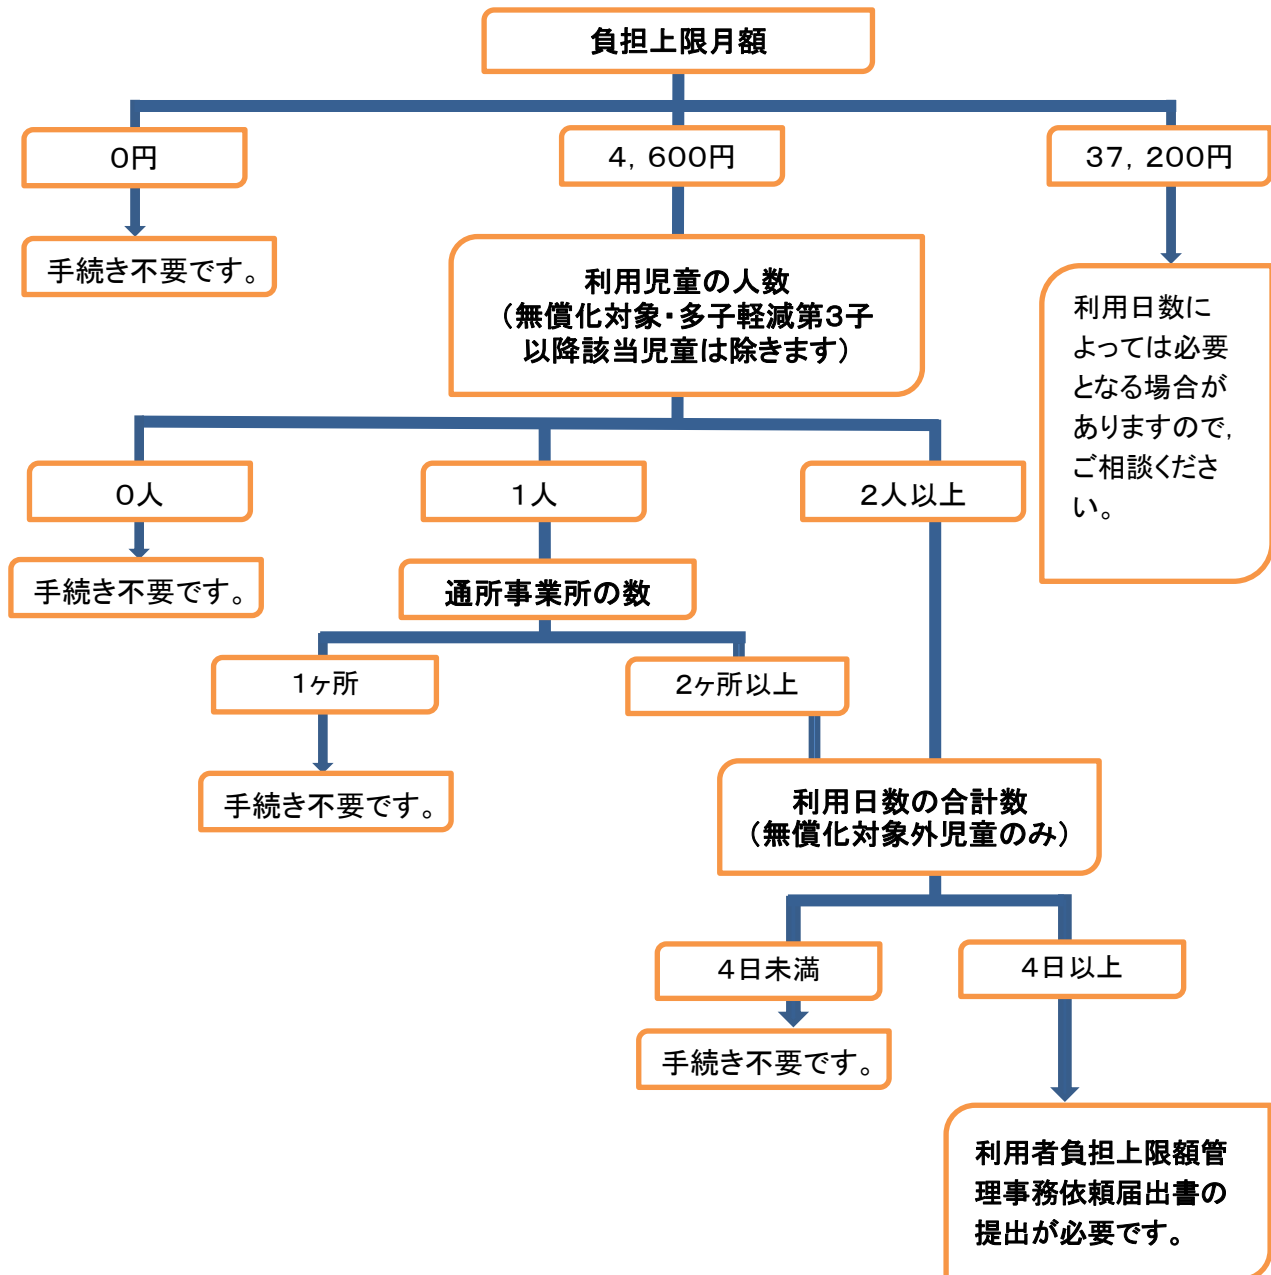 負担上限月額
0円
4，600円
37，200円
手続き不要です。
利用児童の人数
（無償化対象・多子軽減第3子
以降該当児童は除きます）
利用日数に
よっては必要
となる場合が
ありますので，
ご相談くださ
い。
0人
1人
2人以上
手続き不要です。
通所事業所の数
1ヶ所
2ヶ所以上
手続き不要です。
利用日数の合計数
（無償化対象外児童のみ）
4日未満
4日以上
手続き不要です。
利用者負担上限額管
理事務依頼届出書の
提出が必要です。